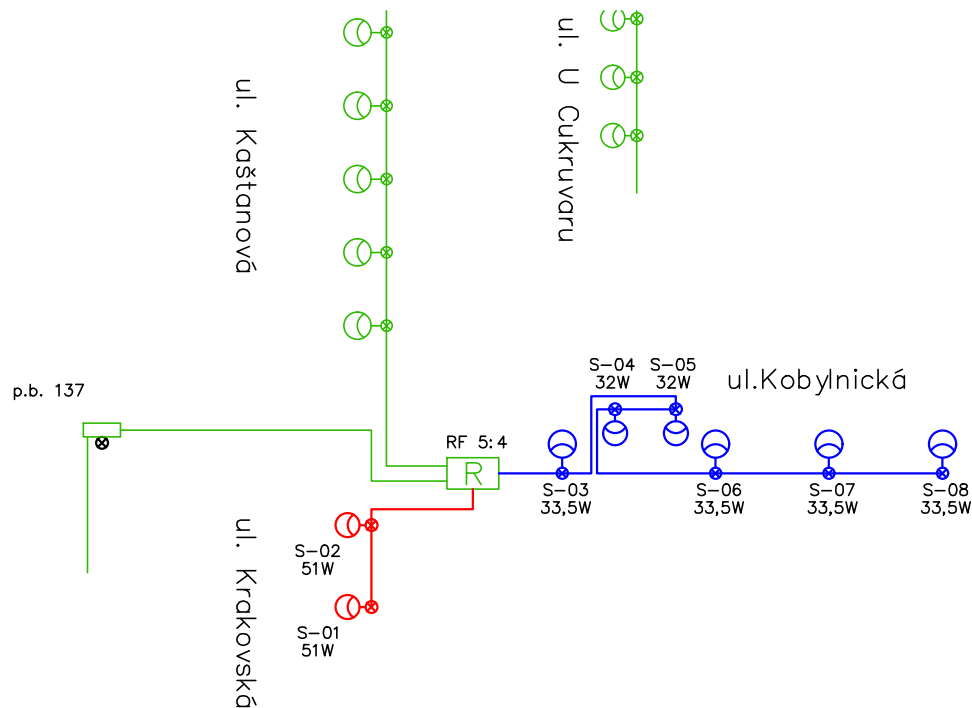 ul. Kaštanová
ul. U Cukruvaru
p.b. 137
S-04
32W
S-05
32W
ul.Kobylnická
RF 5:4
R
S-03
33,5W
S-06
33,5W
S-07
33,5W
S-08
33,5W
ul. Krakovská
S-02
51W
S-01
51W